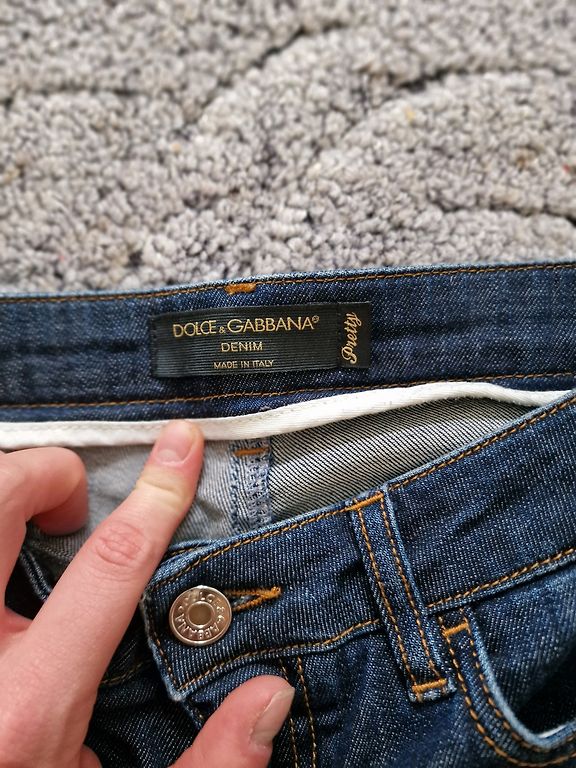 DOLCE & GABBANA®
DENIM
MADE IN ITALY
Pretty